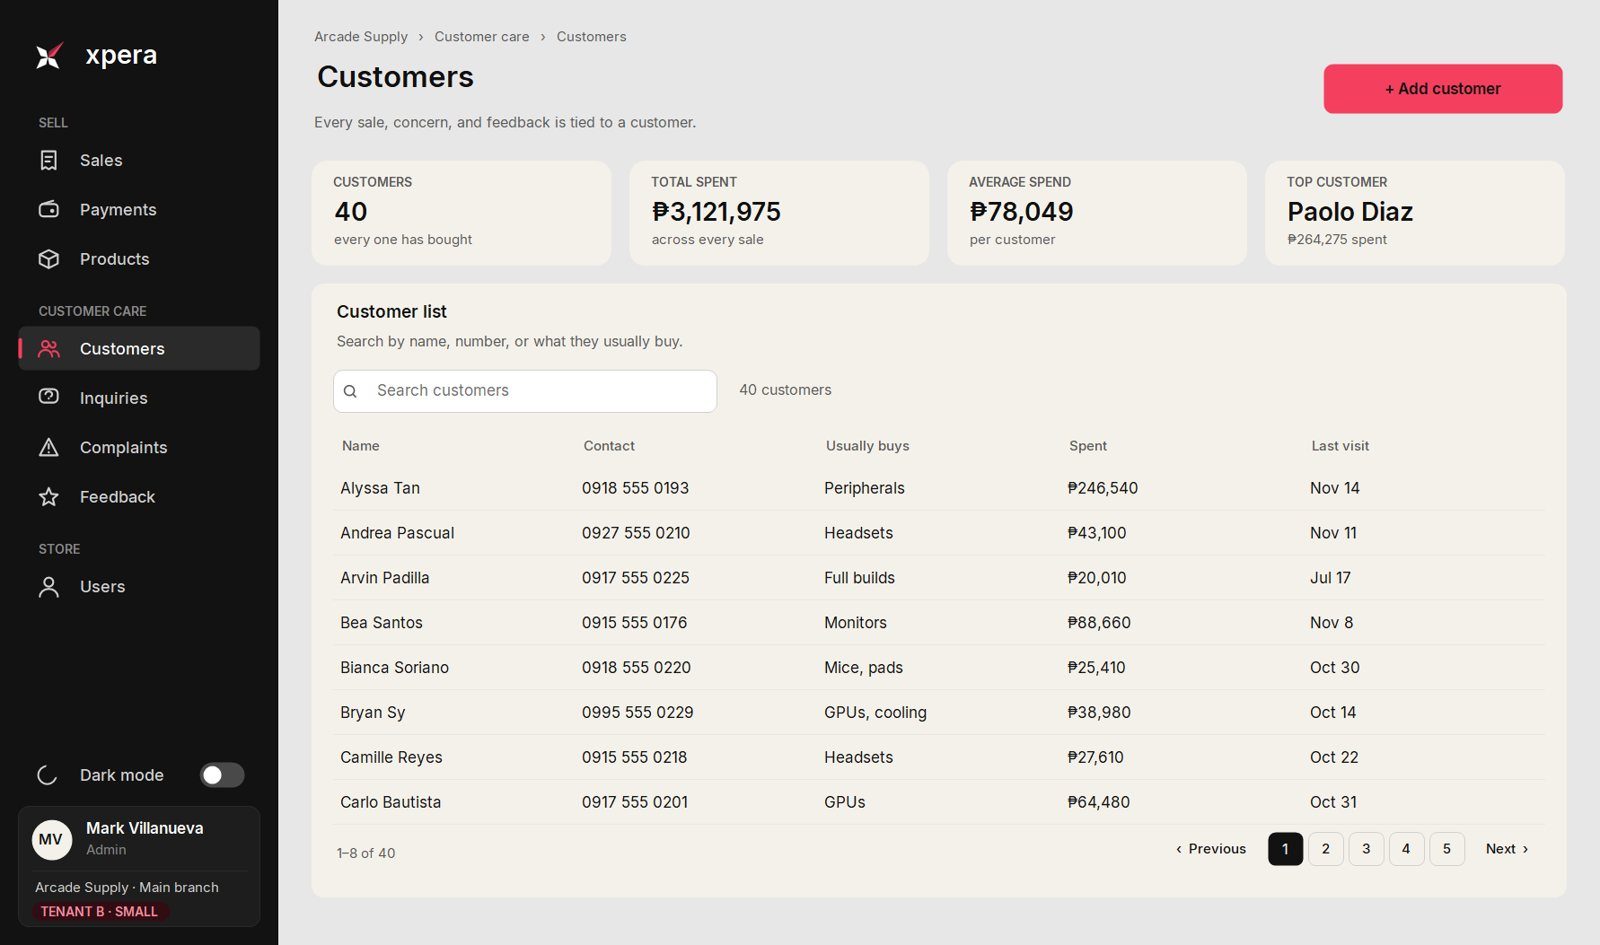 xpera
SELL
Sales
Payments
Products
CUSTOMER CARE
Customers
Inquiries
Complaints
Feedback
STORE
Users
Dark mode
MV
Mark Villanueva
Admin
Arcade Supply · Main branch
TENANT B · SMALL
Arcade Supply › Customer care › Customers
Customers
Every sale, concern, and feedback is tied to a customer.
+ Add customer
CUSTOMERS
40
every one has bought
TOTAL SPENT
₱3,121,975
across every sale
AVERAGE SPEND
₱78,049
per customer
TOP CUSTOMER
Paolo Diaz
₱264,275 spent
Customer list
Search by name, number, or what they usually buy.
Search customers
40 customers
Name Contact Usually buys Spent Last visit
Alyssa Tan 0918 555 0193 Peripherals ₱246,540 Nov 14
Andrea Pascual 0927 555 0210 Headsets ₱43,100 Nov 11
Arvin Padilla 0917 555 0225 Full builds ₱20,010 Jul 17
Bea Santos 0915 555 0176 Monitors ₱88,660 Nov 8
Bianca Soriano 0918 555 0220 Mice, pads ₱25,410 Oct 30
Bryan Sy 0995 555 0229 GPUs, cooling ₱38,980 Oct 14
Camille Reyes 0915 555 0218 Headsets ₱27,610 Oct 22
Carlo Bautista 0917 555 0201 GPUs ₱64,480 Oct 31
1–8 of 40
‹ Previous 1 2 3 4 5 Next ›